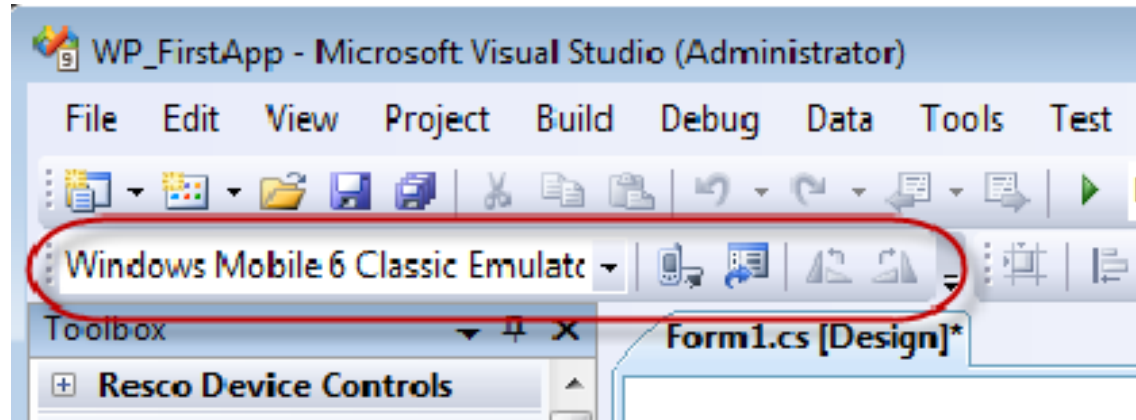 WP_FirstApp - Microsoft Visual Studio (Administrator)
File Edit View Project Build Debug Data Tools Test
Windows Mobile 6 Classic Emulatc
Toolbox
Form1.cs [Design]*
Resco Device Controls